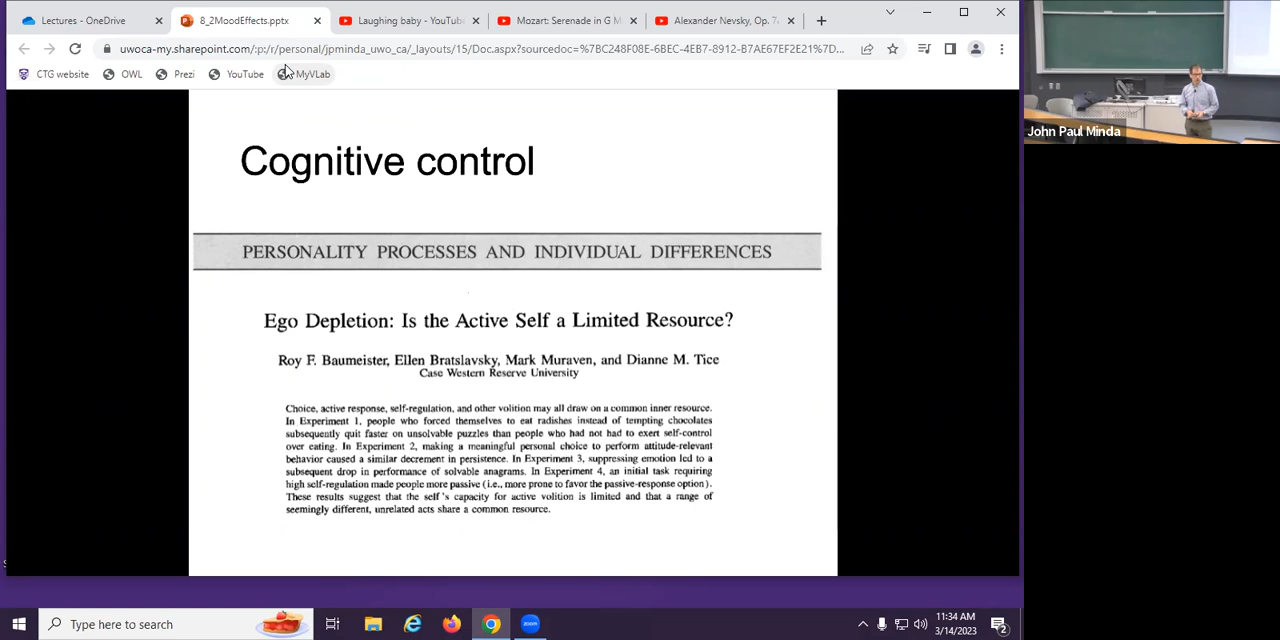 Lectures - OneDrive
8_2MoodEffects.pptx
Laughing baby - YouTube
Mozart: Serenade in G M
Alexander Nevsky, Op. 7
uwoca-my.sharepoint.com/:p:/r/personal/jpminda_uwo_ca/_layouts/15/Doc.aspx?sourcedoc=%7BC248F08E-6BEC-4EB7-8912-B7AE67EF2E21%7D...
CTG website
OWL
Prezi
YouTube
MyVLab
John Paul Minda
Cognitive control
PERSONALITY PROCESSES AND INDIVIDUAL DIFFERENCES
Ego Depletion: Is the Active Self a Limited Resource?
Roy F. Baumeister, Ellen Bratslavsky, Mark Muraven, and Dianne M. Tice
Case Western Reserve University
Choice, active response, self-regulation, and other volition may all draw on a common inner resource.
In Experiment 1, people who forced themselves to eat radishes instead of tempting chocolates
subsequently quit faster on unsolvable puzzles than people who had not had to exert self-control
over eating. In Experiment 2, making a meaningful personal choice to perform attitude-relevant
behavior caused a similar decrement in persistence. In Experiment 3, suppressing emotion led to a
subsequent drop in performance of solvable anagrams. In Experiment 4, an initial task requiring
high self-regulation made people more passive (i.e., more prone to favor the passive-response option).
These results suggest that the self's capacity for active volition is limited and that a range of
seemingly different, unrelated acts share a common resource.
Type here to search
zoom
11:34 AM
3/14/2023
2